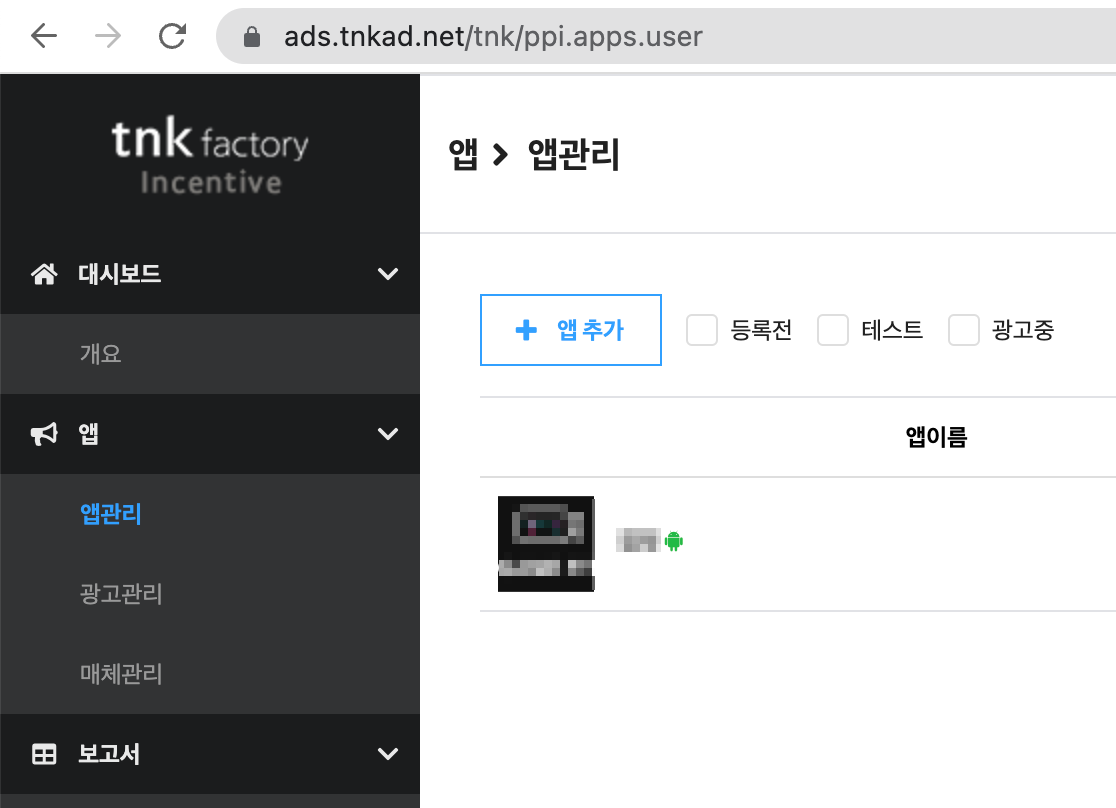 ads.tnkad.net/tnk/ppi.apps.user
tnk factory
Incentive
대시보드
개요
앱
앱관리
광고관리
매체관리
보고서
앱 > 앱관리
+ 앱 추가
등록전
테스트
광고중
앱이름